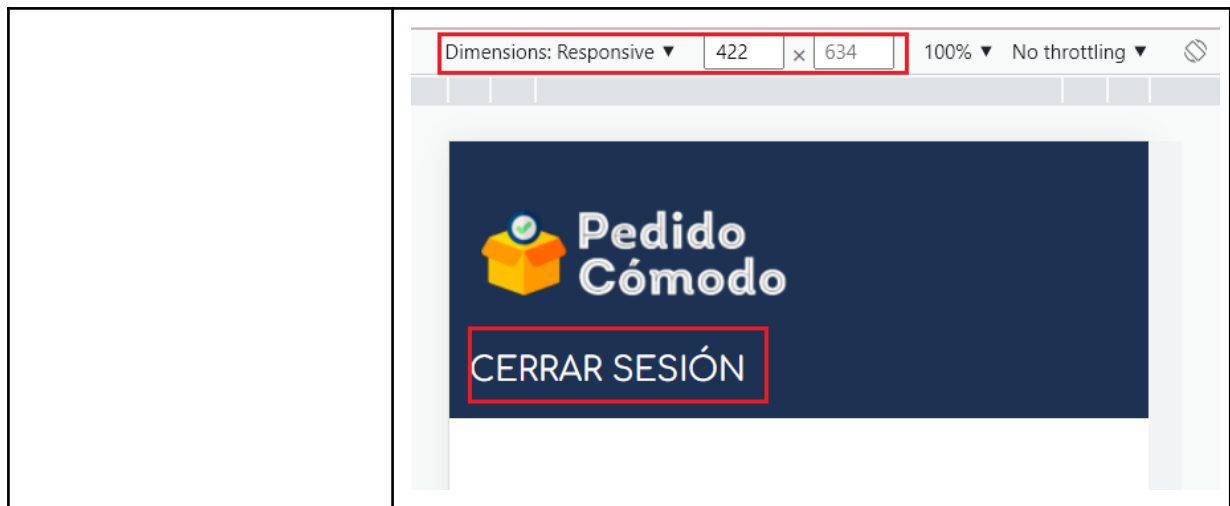 Dimensions: Responsive ▼ 422 × 634 100% ▼ No throttling ▼
Pedido
Cómodo
CERRAR SESIÓN